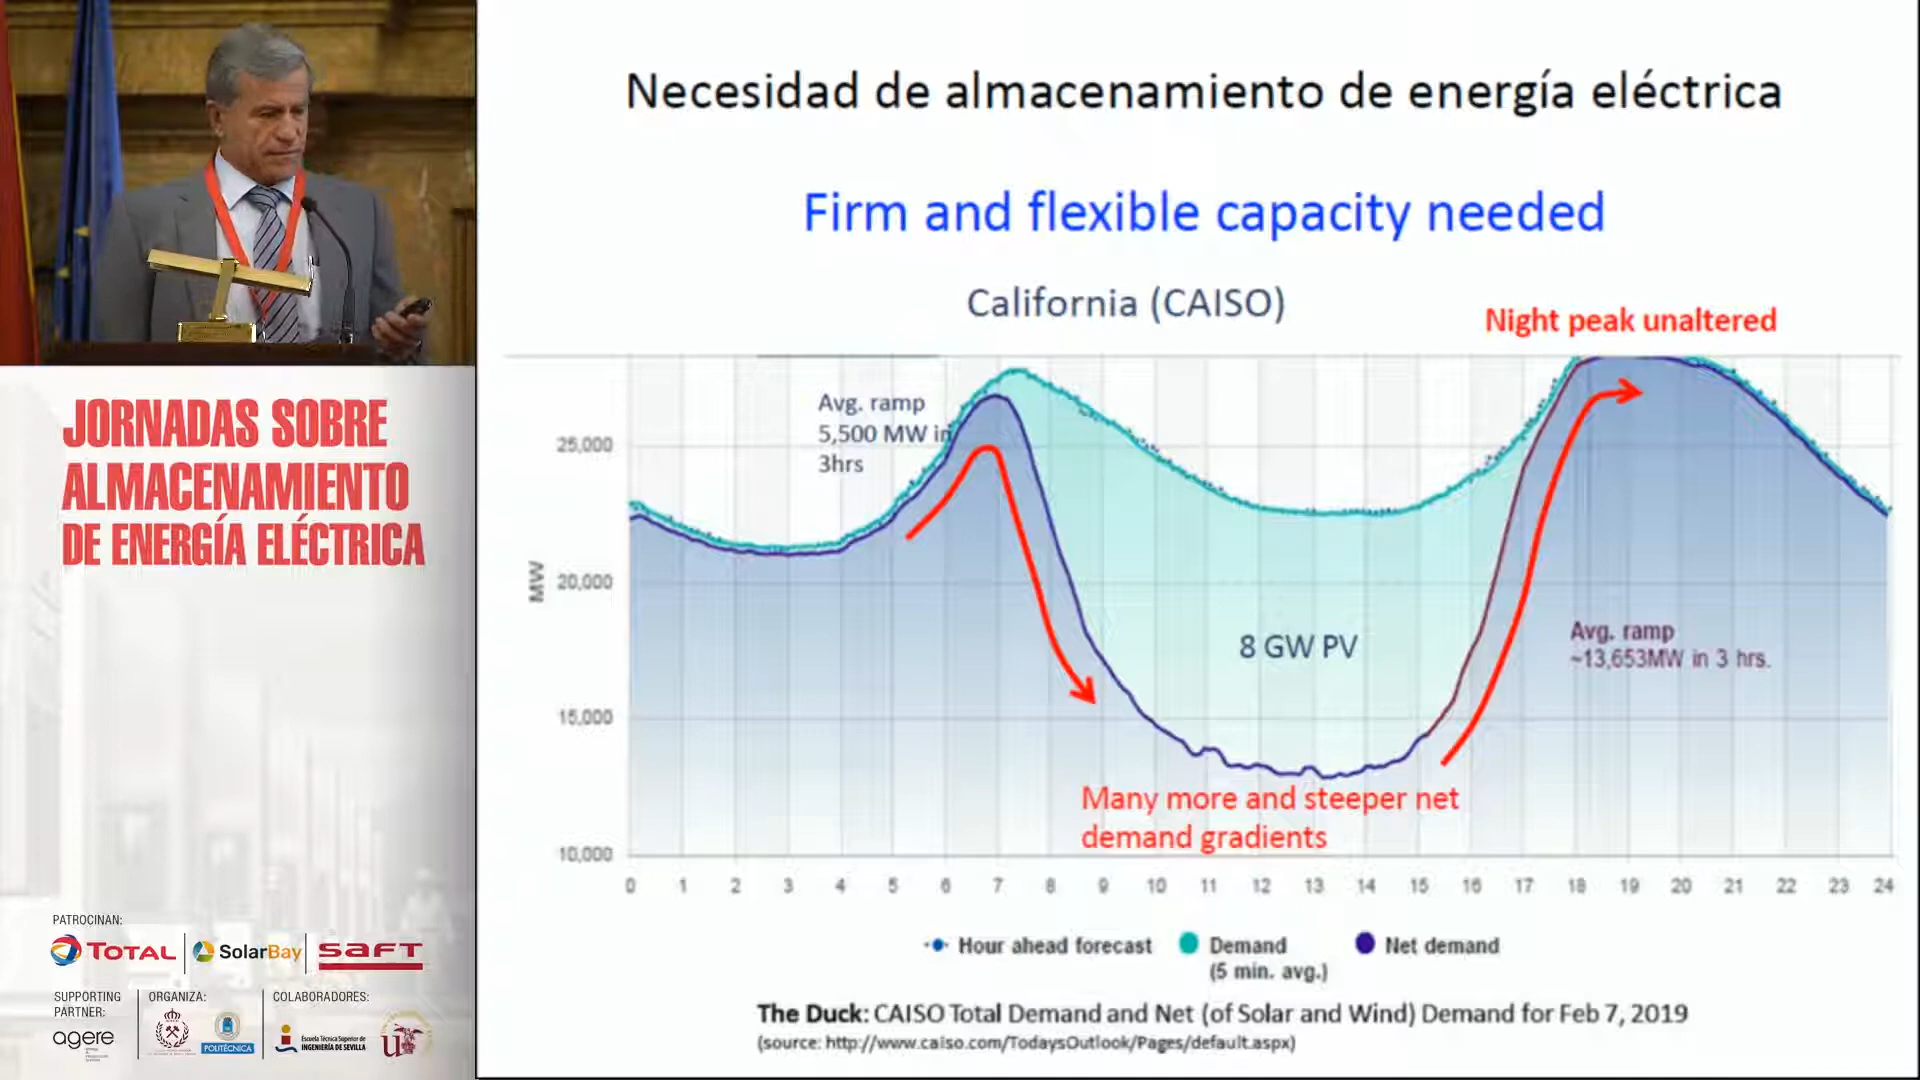 Necesidad de almacenamiento de energía eléctrica
Firm and flexible capacity needed
California (CAISO)
Night peak unaltered
Avg. ramp
5,500 MW in
3hrs
25,000
20,000
15,000
10,000
MW
8 GW PV
Avg. ramp
~13,653MW in 3 hrs.
Many more and steeper net
demand gradients
0 1 2 3 4 5 6 7 8 9 10 11 12 13 14 15 16 17 18 19 20 21 22 23 24
Hour ahead forecast
Demand
(5 min. avg.)
Net demand
The Duck: CAISO Total Demand and Net (of Solar and Wind) Demand for Feb 7, 2019
(source: http://www.caiso.com/TodaysOutlook/Pages/default.aspx)
JORNADAS SOBRE
ALMACENAMIENTO
DE ENERGÍA ELÉCTRICA
PATROCINAN:
TOTAL
SolarBay
SAFT
SUPPORTING
PARTNER:
agere
ORGANIZA:
POLITÉCNICA
COLABORADORES:
Escuela Técnica Superior de
INGENIERÍA DE SEVILLA